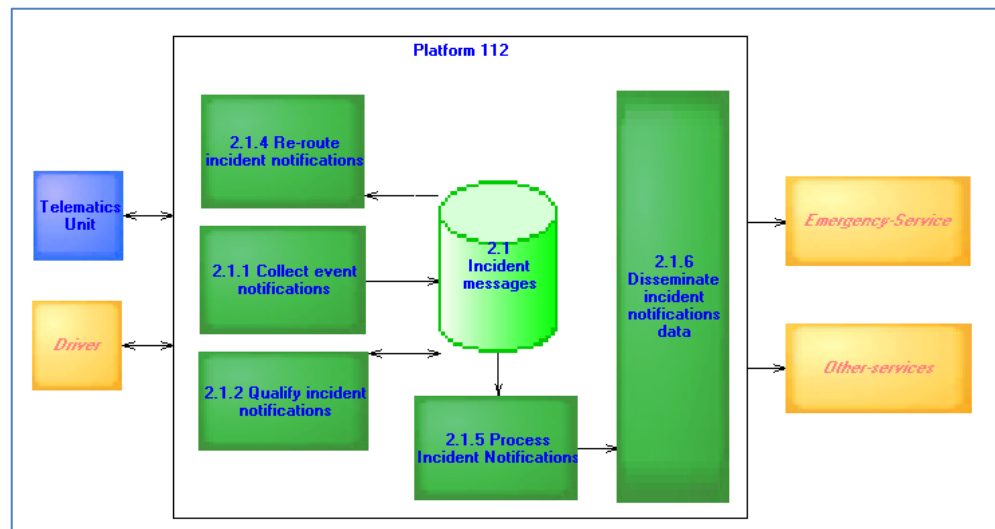 Platform 112
2.1.4 Re-route
incident notifications
Telematics
Unit
2.1.1 Collect event
notifications
Driver
2.1.2 Qualify incident
notifications
2.1
Incident
messages
2.1.5 Process
Incident Notifications
2.1.6
Disseminate
incident
notifications
data
Emergency-Service
Other-services